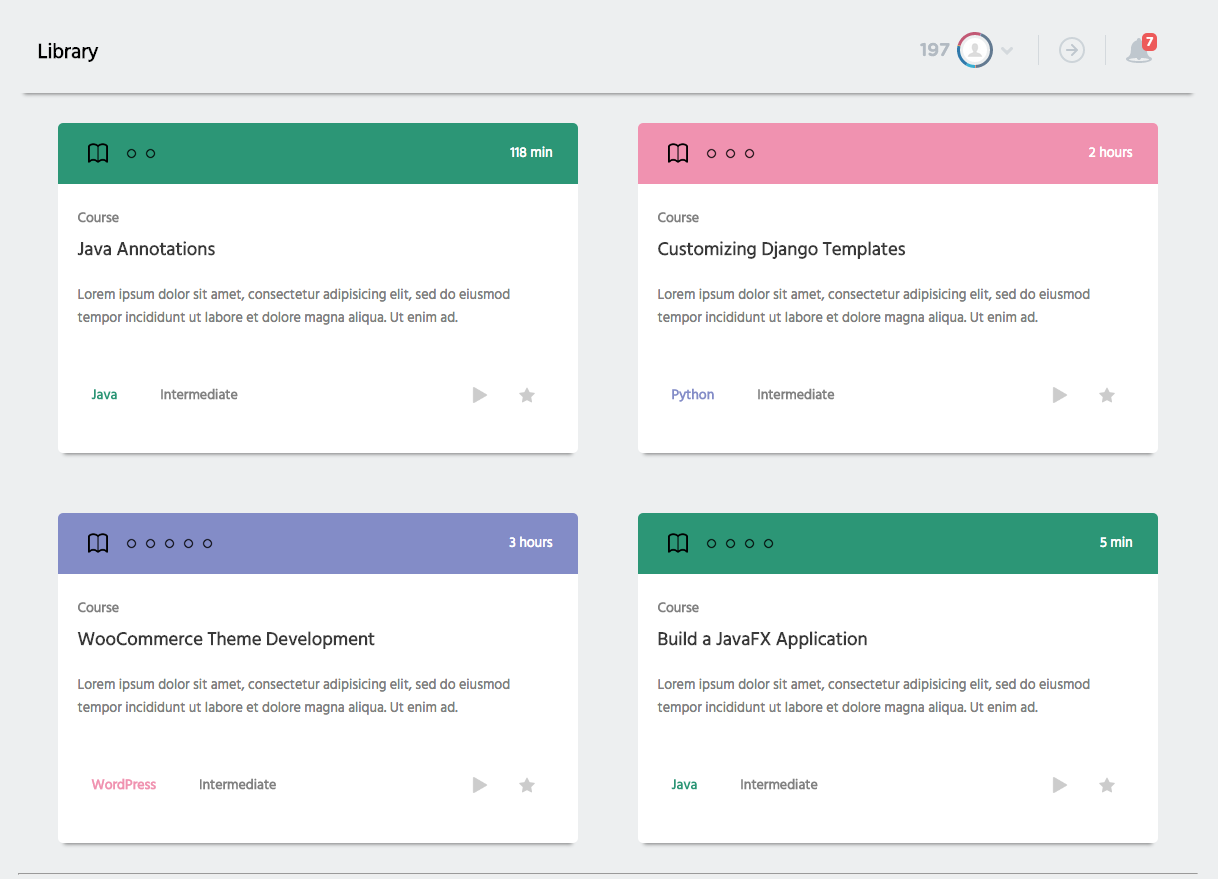 Library
197
7
118 min
Course
Java Annotations
Lorem ipsum dolor sit amet, consectetur adipisicing elit, sed do eiusmod
tempor incididunt ut labore et dolore magna aliqua. Ut enim ad.
Java Intermediate
2 hours
Course
Customizing Django Templates
Lorem ipsum dolor sit amet, consectetur adipisicing elit, sed do eiusmod
tempor incididunt ut labore et dolore magna aliqua. Ut enim ad.
Python Intermediate
3 hours
Course
WooCommerce Theme Development
Lorem ipsum dolor sit amet, consectetur adipisicing elit, sed do eiusmod
tempor incididunt ut labore et dolore magna aliqua. Ut enim ad.
WordPress Intermediate
5 min
Course
Build a JavaFX Application
Lorem ipsum dolor sit amet, consectetur adipisicing elit, sed do eiusmod
tempor incididunt ut labore et dolore magna aliqua. Ut enim ad.
Java Intermediate